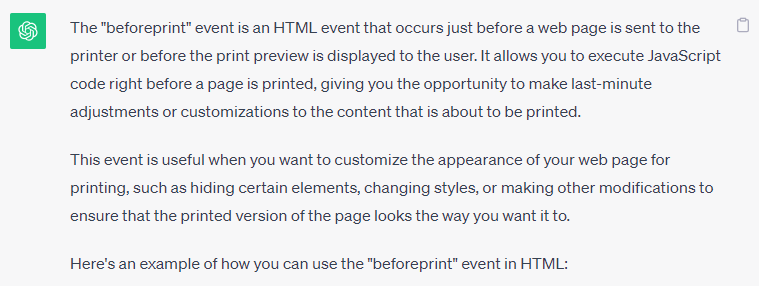 The "beforeprint" event is an HTML event that occurs just before a web page is sent to the
printer or before the print preview is displayed to the user. It allows you to execute JavaScript
code right before a page is printed, giving you the opportunity to make last-minute
adjustments or customizations to the content that is about to be printed.
This event is useful when you want to customize the appearance of your web page for
printing, such as hiding certain elements, changing styles, or making other modifications to
ensure that the printed version of the page looks the way you want it to.
Here's an example of how you can use the "beforeprint" event in HTML: